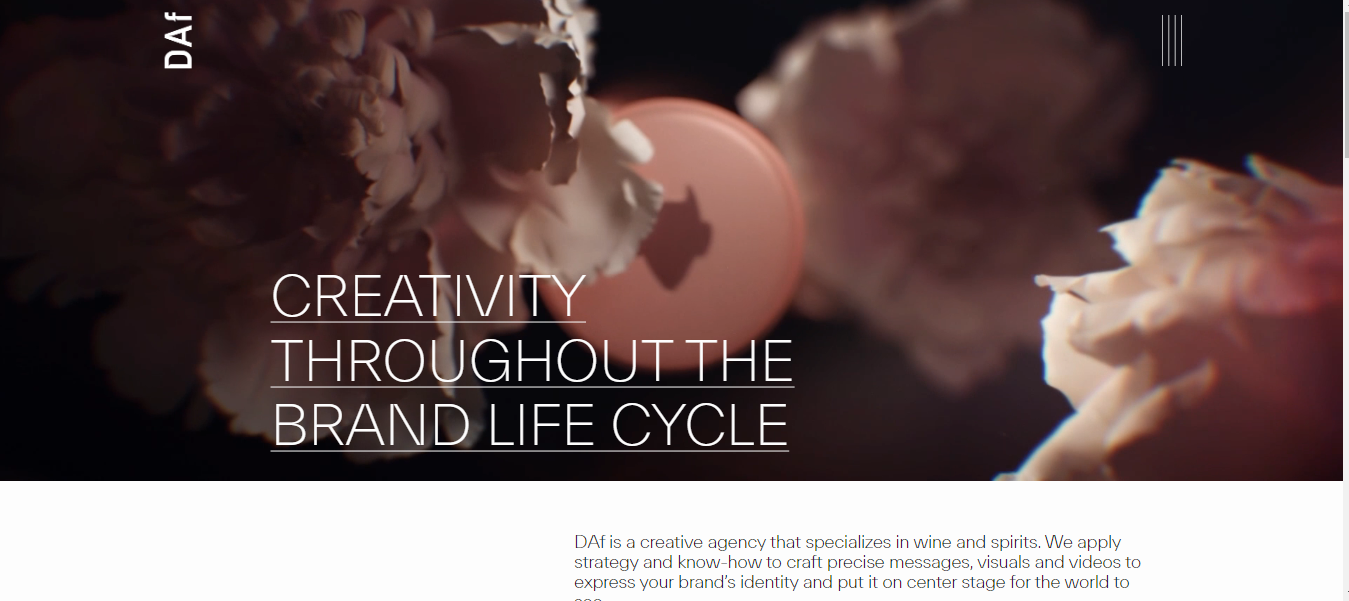 DAf
CREATIVITY
THROUGHOUT THE
BRAND LIFE CYCLE
DAf is a creative agency that specializes in wine and spirits. We apply
strategy and know-how to craft precise messages, visuals and videos to
express your brand's identity and put it on center stage for the world to